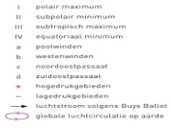 I polair maximum
II subpolair minimum
III subtropisch maximum
IV equatoriaal minimum
a poolwinden
b westenwinden
c noordoostpassaat
d zuidoostpassaat
+ hogedrukgebieden
- lagedrukgebieden
luchtstroom volgens Buys Ballot
globale luchtcirculatie op aarde